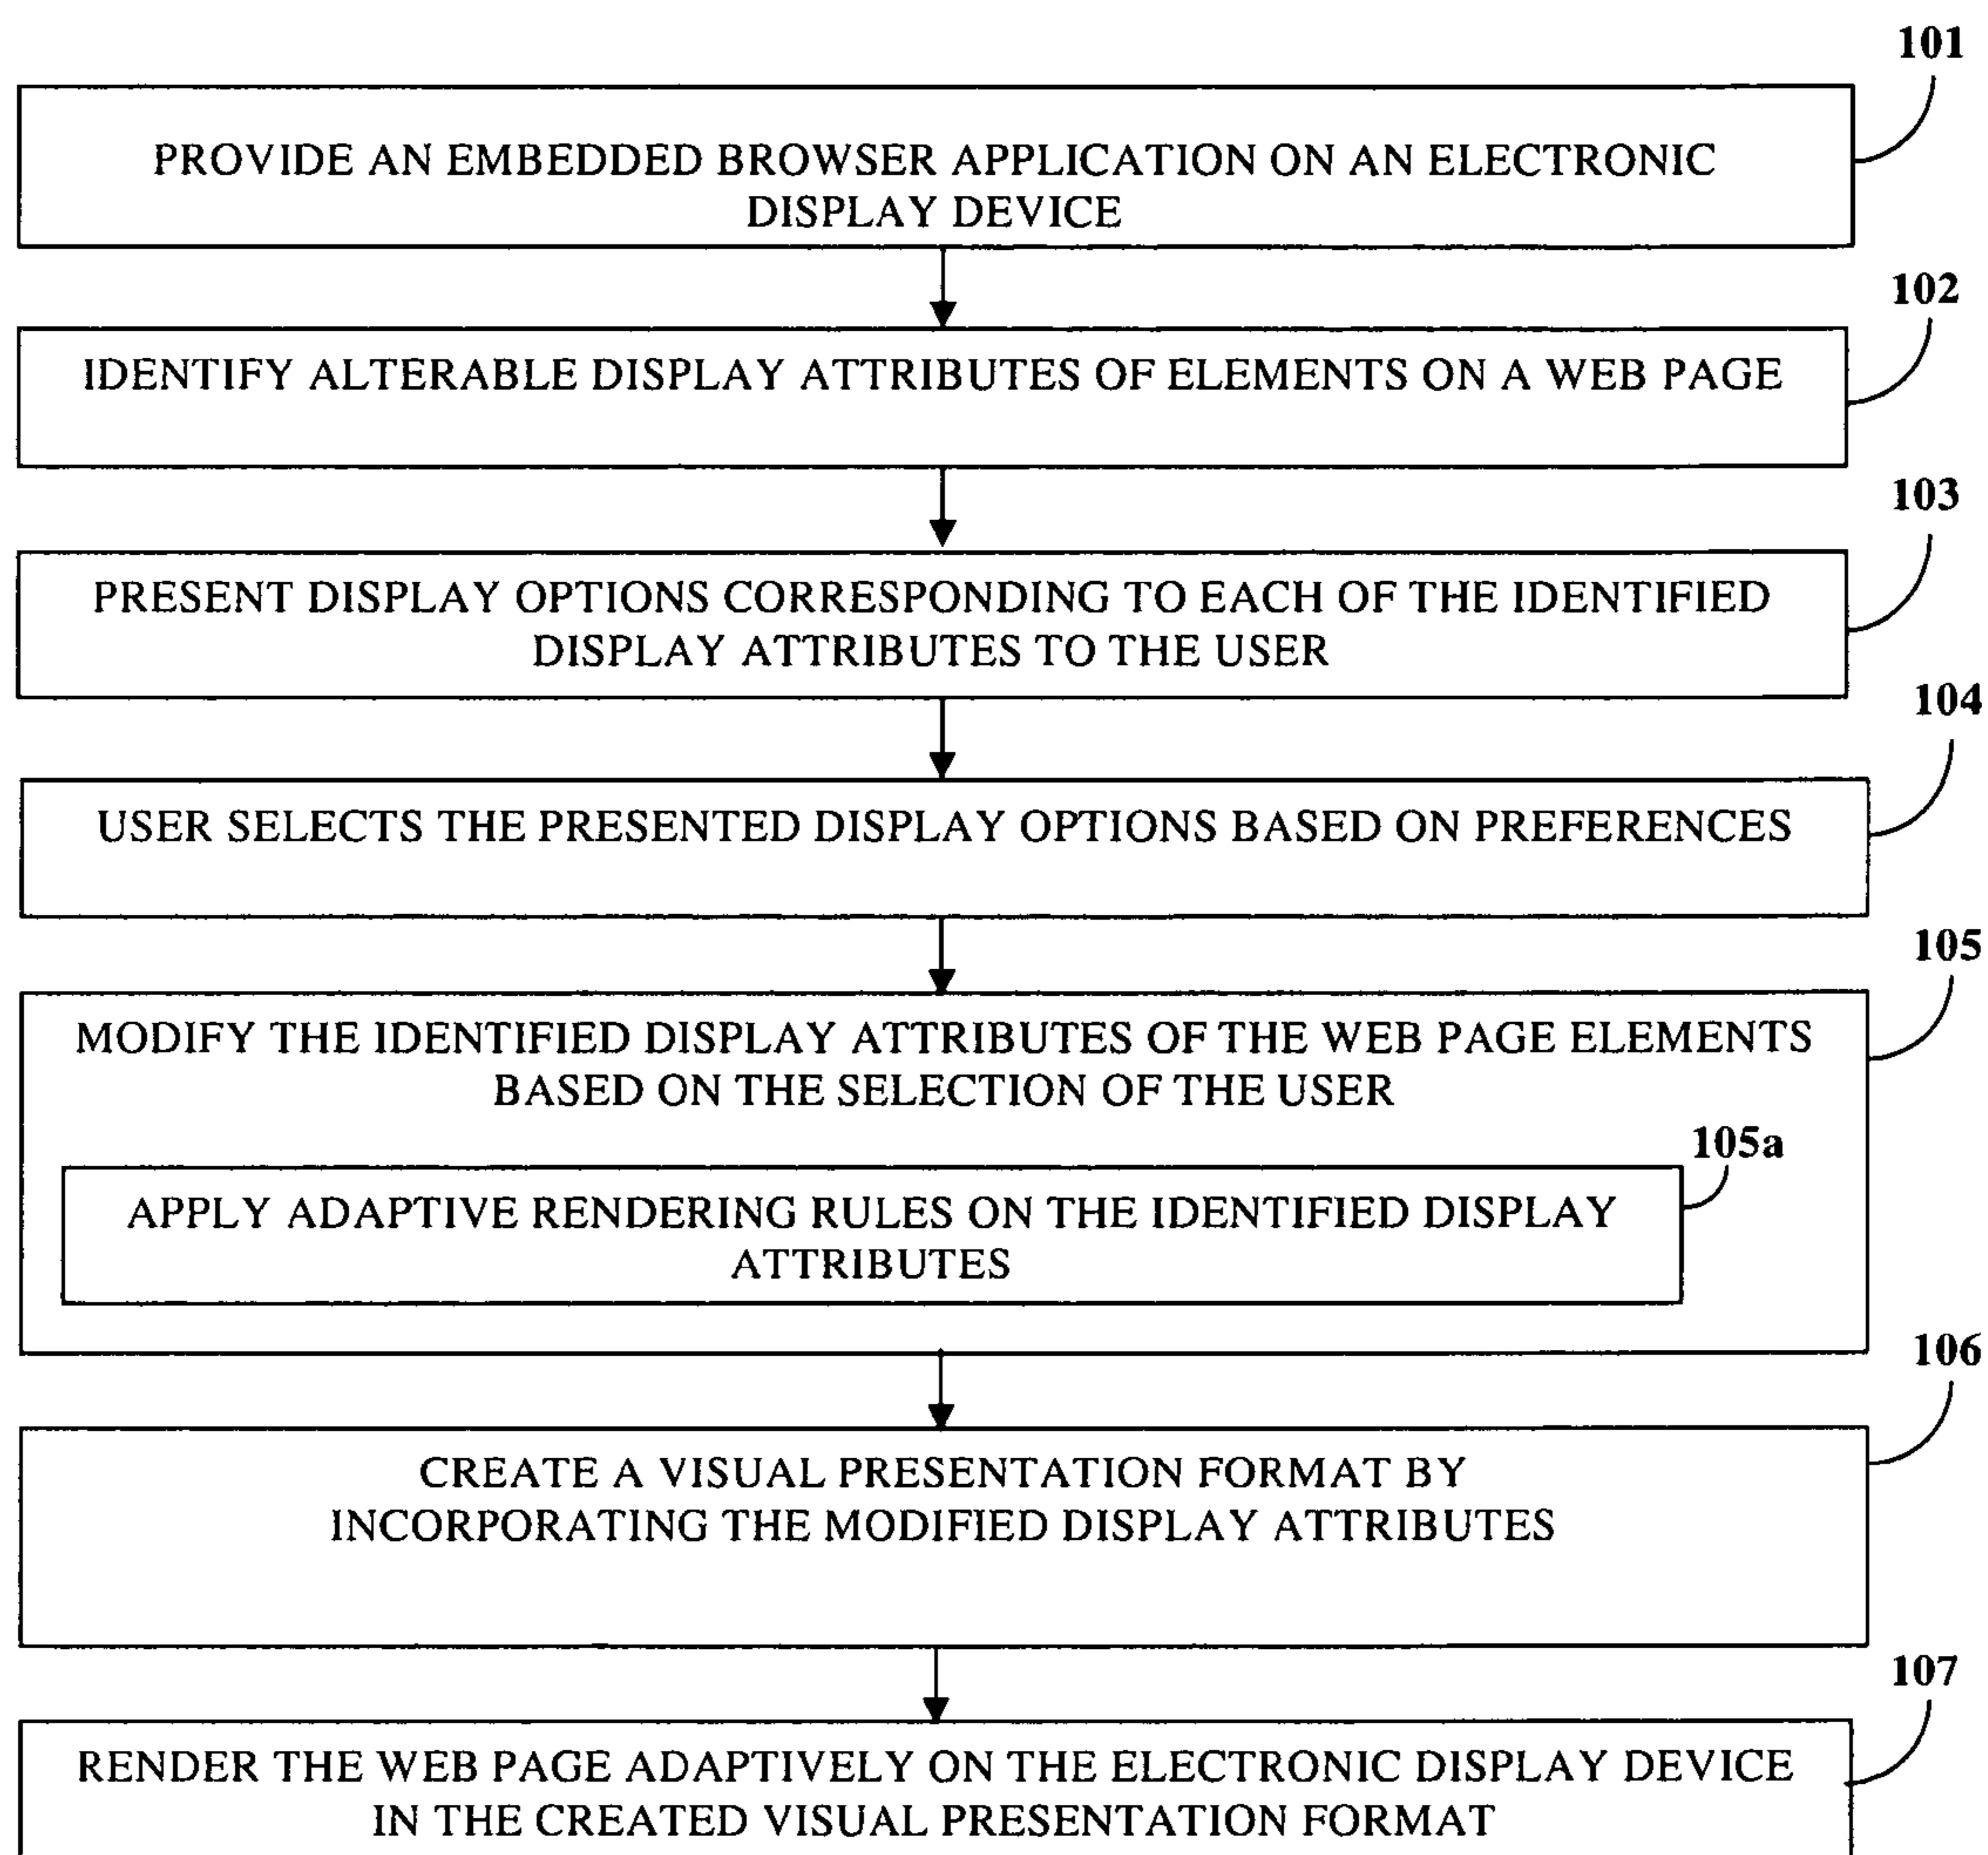 101
PROVIDE AN EMBEDDED BROWSER APPLICATION ON AN ELECTRONIC
DISPLAY DEVICE
102
IDENTIFY ALTERABLE DISPLAY ATTRIBUTES OF ELEMENTS ON A WEB PAGE
103
PRESENT DISPLAY OPTIONS CORRESPONDING TO EACH OF THE IDENTIFIED
DISPLAY ATTRIBUTES TO THE USER
104
USER SELECTS THE PRESENTED DISPLAY OPTIONS BASED ON PREFERENCES
105
MODIFY THE IDENTIFIED DISPLAY ATTRIBUTES OF THE WEB PAGE ELEMENTS
BASED ON THE SELECTION OF THE USER
105a
APPLY ADAPTIVE RENDERING RULES ON THE IDENTIFIED DISPLAY
ATTRIBUTES
106
CREATE A VISUAL PRESENTATION FORMAT BY
INCORPORATING THE MODIFIED DISPLAY ATTRIBUTES
107
RENDER THE WEB PAGE ADAPTIVELY ON THE ELECTRONIC DISPLAY DEVICE
IN THE CREATED VISUAL PRESENTATION FORMAT